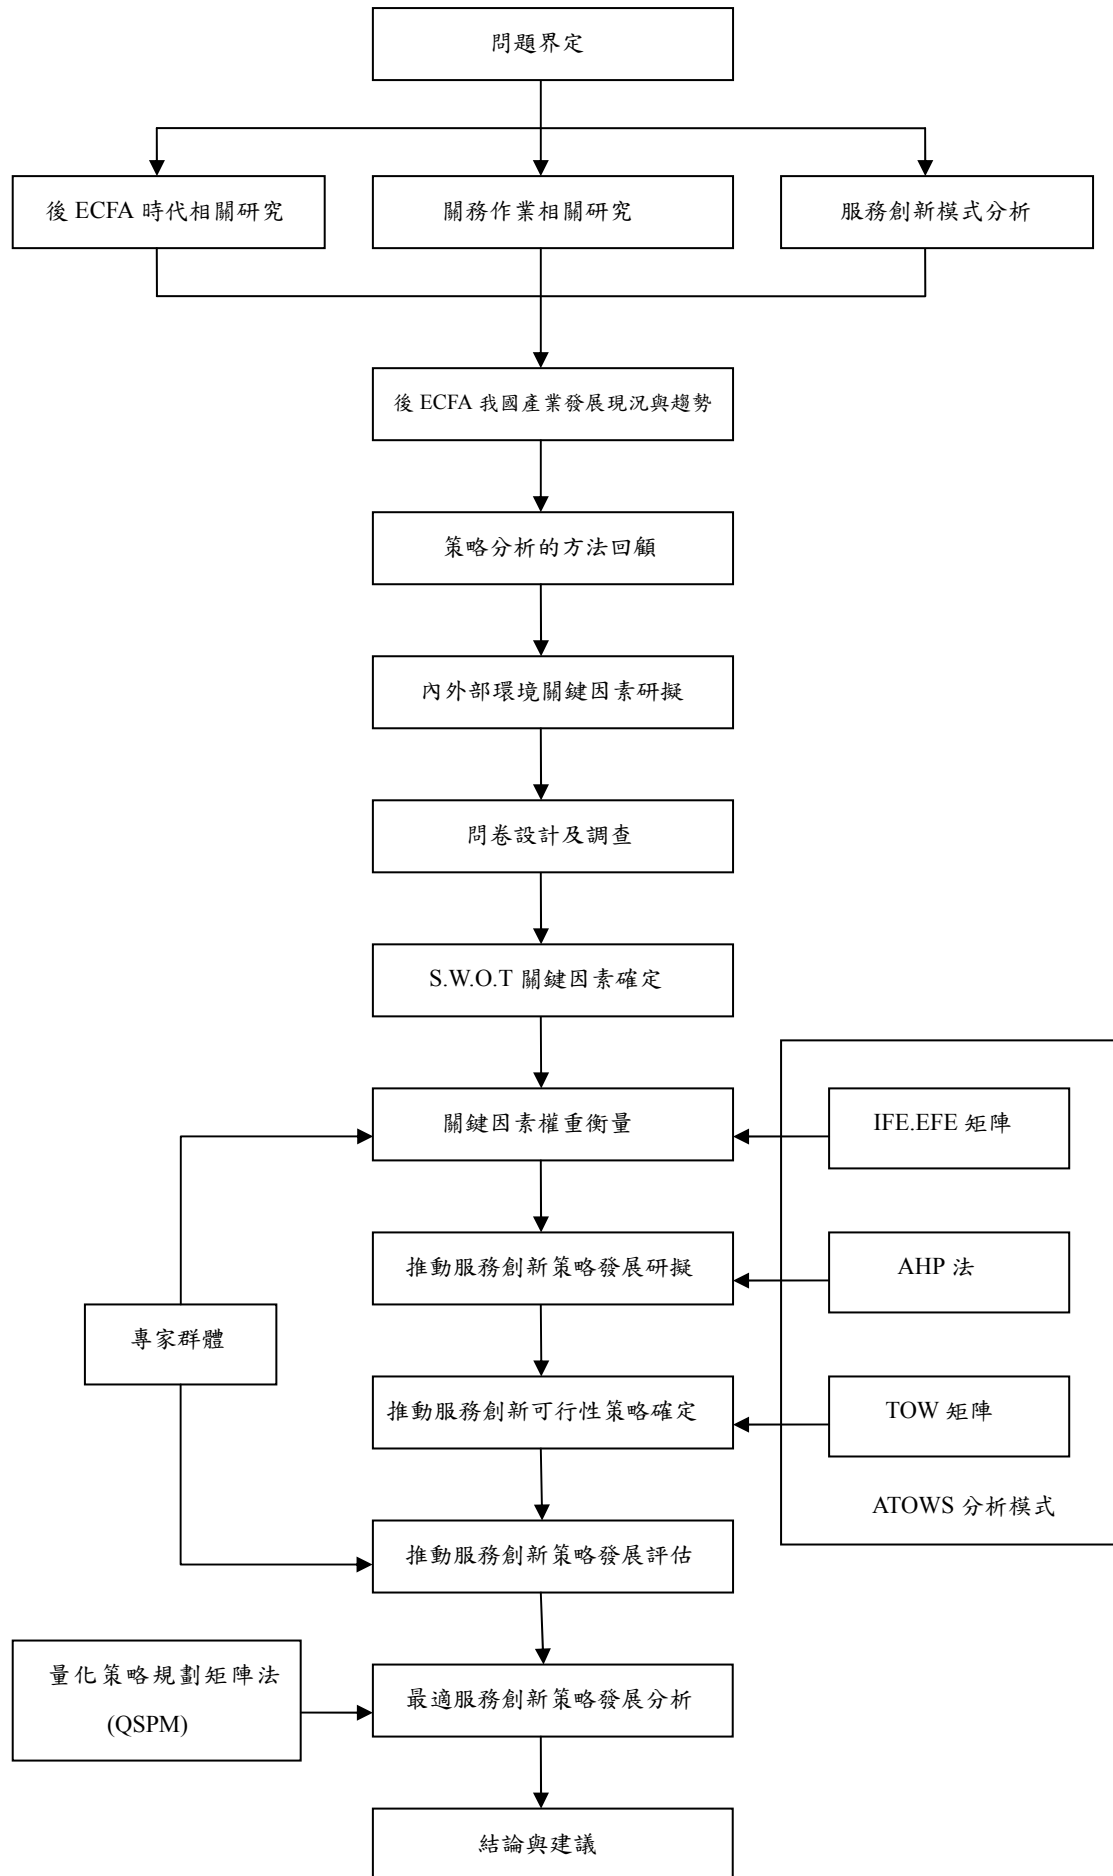 問題界定
後 ECFA 時代相關研究
關務作業相關研究
服務創新模式分析
後 ECFA 我國產業發展現況與趨勢
策略分析的方法回顧
內外部環境關鍵因素研擬
問卷設計及調查
S.W.O.T 關鍵因素確定
關鍵因素權重衡量
IFE.EFE 矩陣
推動服務創新策略發展研擬
AHP 法
專家群體
推動服務創新可行性策略確定
TOW 矩陣
ATOWS 分析模式
推動服務創新策略發展評估
量化策略規劃矩陣法
(QSPM)
最適服務創新策略發展分析
結論與建議